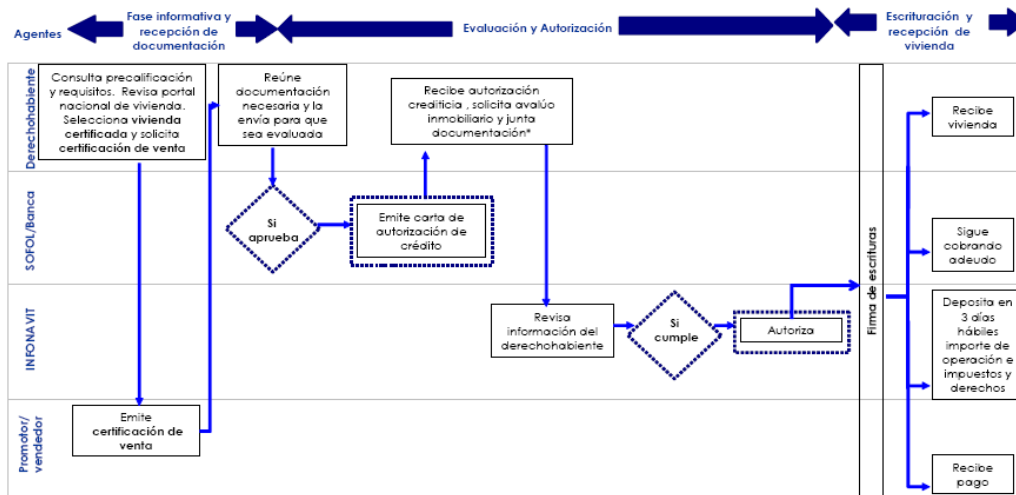 Agentes
Fase informativa y
recepción de
documentación
Evaluación y Autorización
Escrituración y
recepción de
vivienda
Derechohabiente
Consulta precalificación
y requisitos. Revisa portal
nacional de vivienda.
Selecciona vivienda
certificada y solicita
certificación de venta
Reúne
documentación
necesaria y la
envía para que
sea evaluada
Recibe autorización
crediticia , solicita avalúo
inmobiliario y junta
documentación*
Recibe
vivienda
SOFOL/Banca
Si
aprueba
Emite carta de
autorización de
crédito
Firma de escrituras
Sigue
cobrando
adeudo
INFONAVIT
Revisa
información del
derechohabiente
Si
cumple
Autoriza
Deposita en
3 días
hábiles
importe de
operación e
impuestos y
derechos
Promotor/
vendedor
Emite
certificación de
venta
Recibe
pago